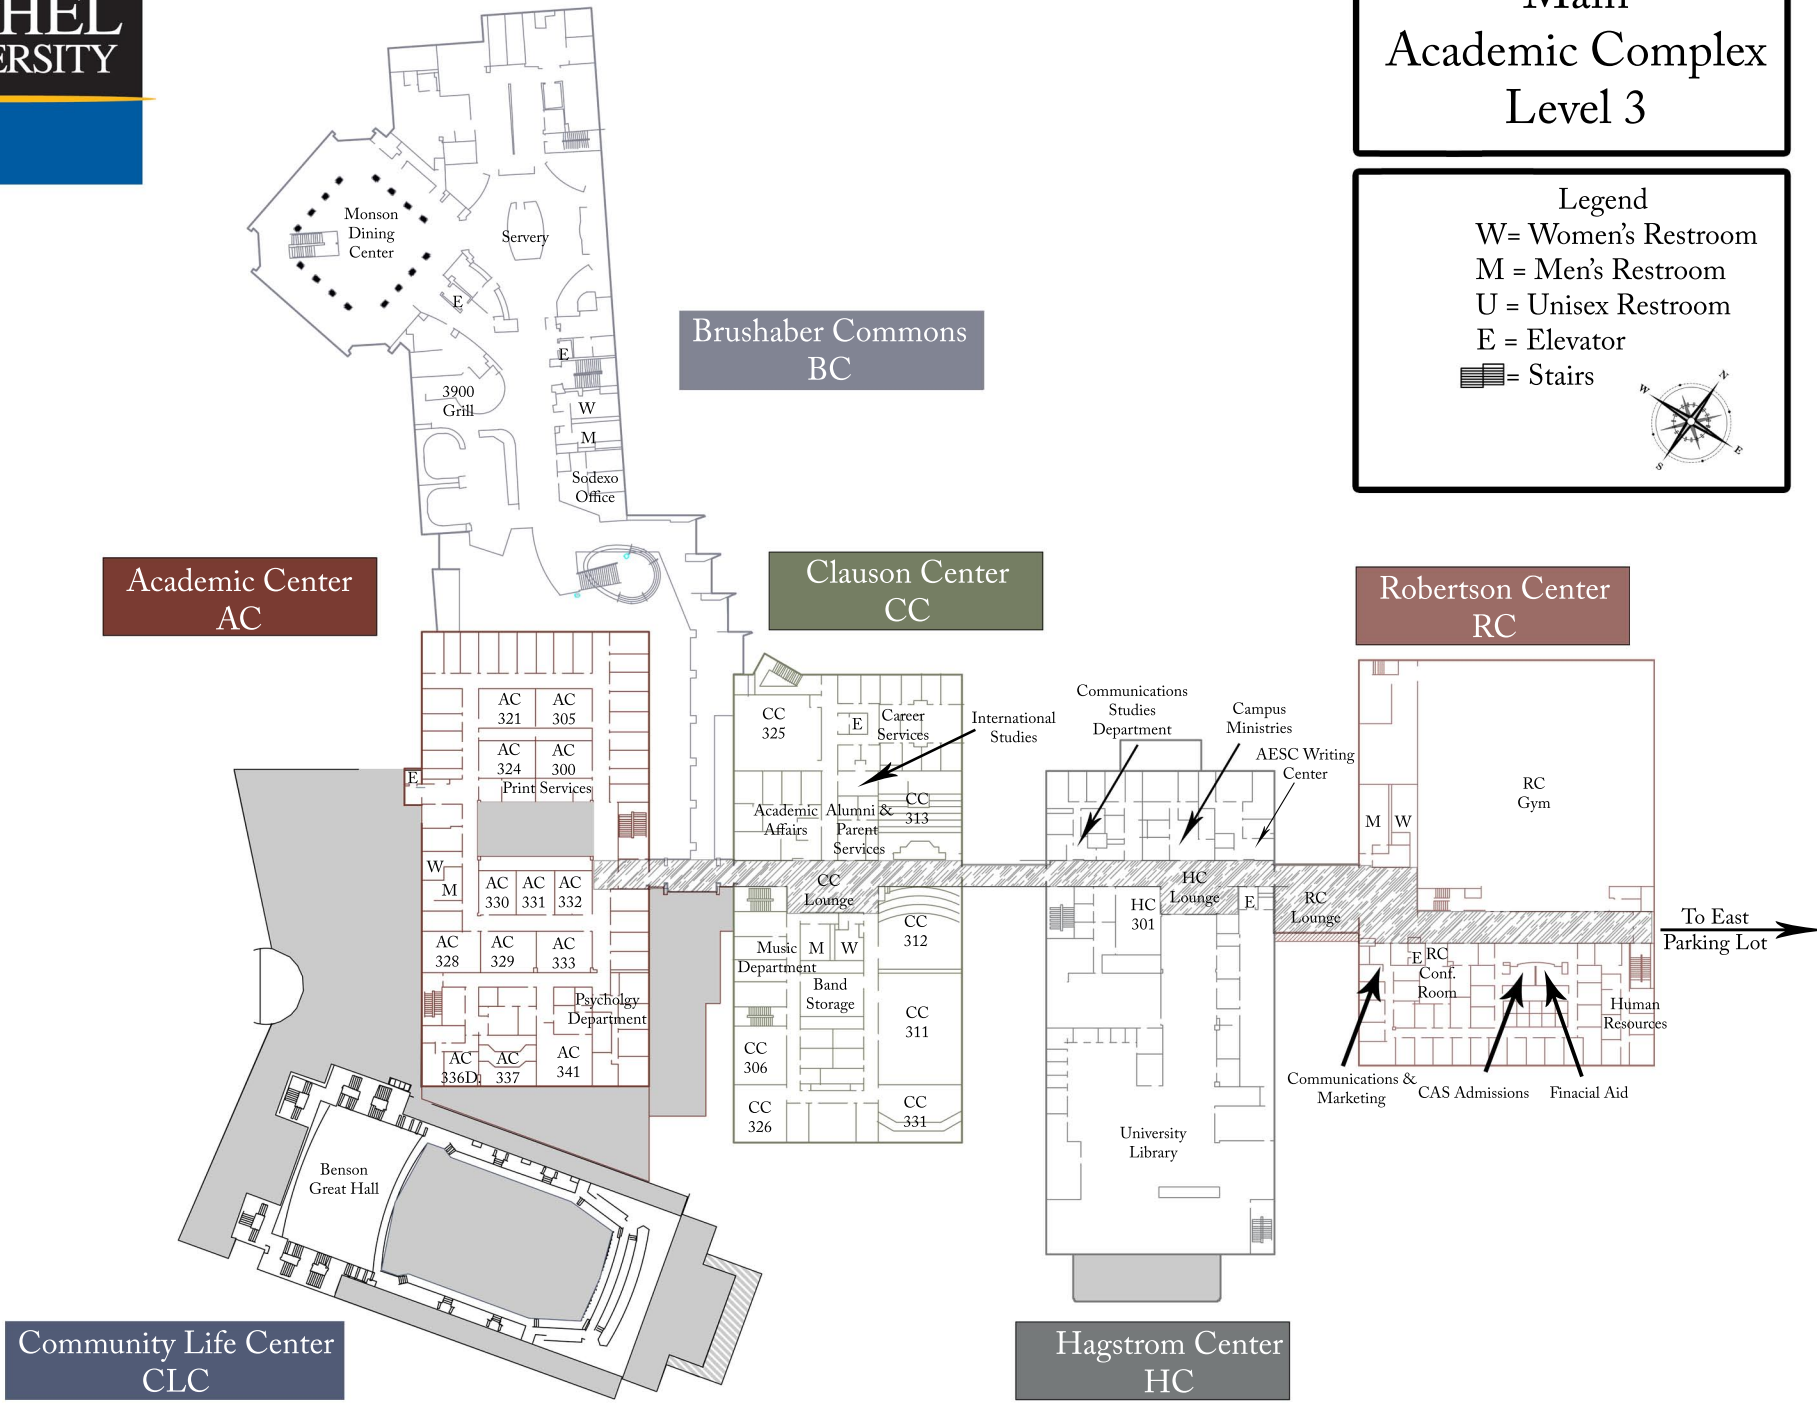 HEL
ERSITY
Main
Academic Complex
Level 3
Legend
W= Women's Restroom
M = Men's Restroom
U = Unisex Restroom
E = Elevator
= Stairs
N
W
E
S
Monson
Dining
Center
Servery
E
E
3900
Grill
W
M
Sodexo
Office
Brushaber Commons
BC
Academic Center
AC
Clauson Center
CC
Robertson Center
RC
AC
321
AC
305
AC
324
AC
300
Print Services
E
W
M
AC
330
AC
331
AC
332
AC
328
AC
329
AC
333
Psycholgy
Department
AC
336D
AC
337
AC
341
CC
325
E
Career
Services
International
Studies
Academic
Affairs
Alumni &
Parent
Services
CC
313
CC
Lounge
CC
312
Music
Department
M
W
Band
Storage
CC
311
CC
306
CC
326
CC
331
Communications
Studies
Department
Campus
Ministries
AESC Writing
Center
HC
Lounge
HC
301
E
University
Library
RC
Lounge
RC
Gym
M
W
To East
Parking Lot
E
RC
Conf.
Room
Human
Resources
Communications &
Marketing
CAS Admissions
Finacial Aid
Benson
Great Hall
Community Life Center
CLC
Hagstrom Center
HC